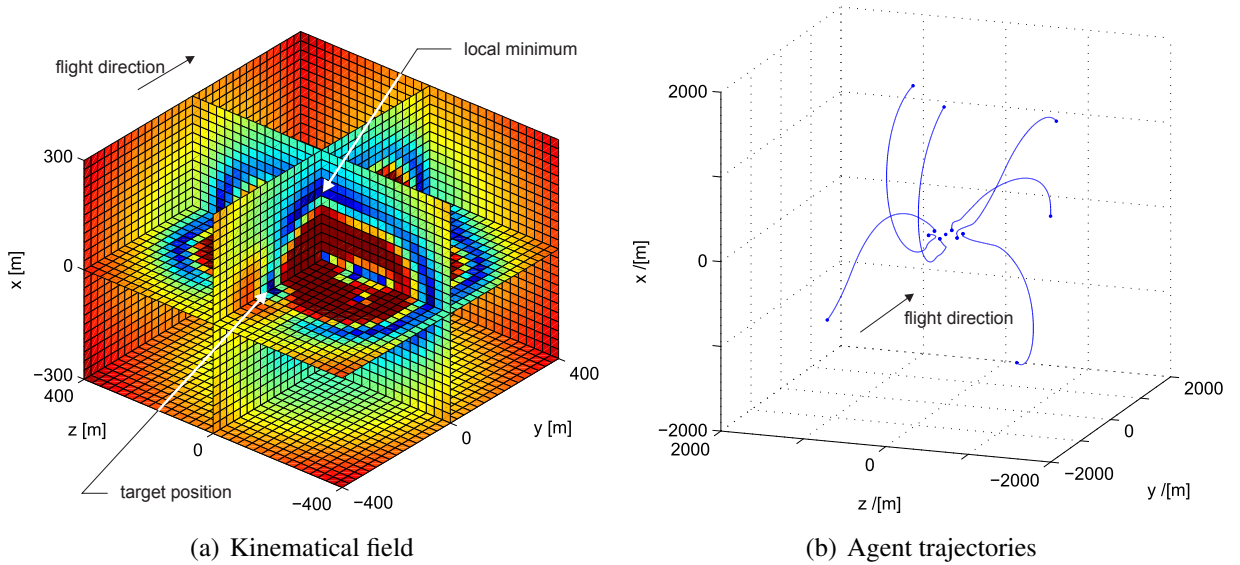 flight direction
local minimum
300
0
−300
x [m]
400
z [m]
0
−400
−400
0
y [m]
400
target position
(a) Kinematical field
2000
0
−2000
x /[m]
2000
0
−2000
z /[m]
−2000
0
2000
y /[m]
flight direction
(b) Agent trajectories